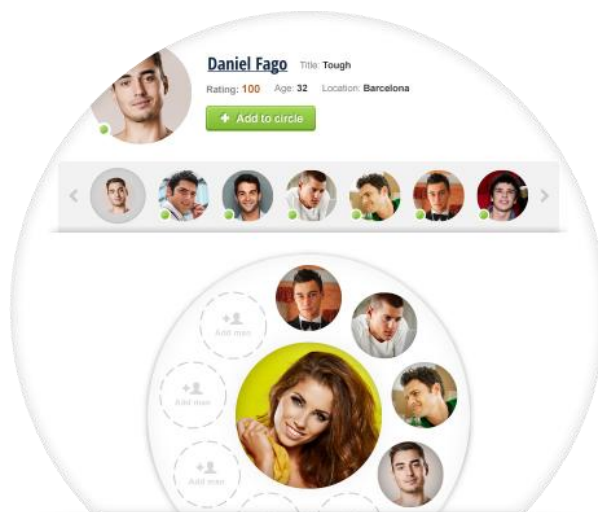 Daniel Fago Title: Tough
Rating: 100 Age: 32 Location: Barcelona
+ Add to circle
Add man
Add man
Add man